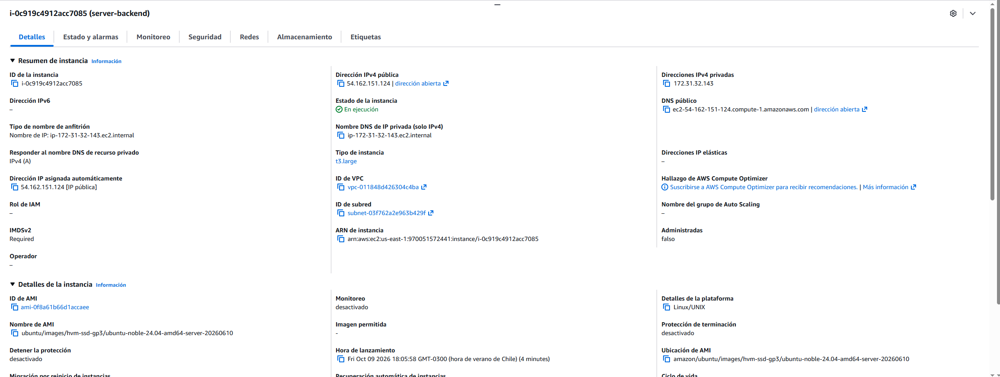 i-0c919c4912acc7085 (server-backend)
Detalles
Estado y alarmas
Monitoreo
Seguridad
Redes
Almacenamiento
Etiquetas
Resumen de instancia Información
ID de la instancia
i-0c919c4912acc7085
Dirección IPv4 pública
54.162.151.124 | dirección abierta
Direcciones IPv4 privadas
172.31.32.143
Dirección IPv6
–
Estado de la instancia
En ejecución
DNS público
ec2-54-162-151-124.compute-1.amazonaws.com | dirección abierta
Tipo de nombre de anfitrión
Nombre de IP: ip-172-31-32-143.ec2.internal
Nombre DNS de IP privada (solo IPv4)
ip-172-31-32-143.ec2.internal
Responder al nombre DNS de recurso privado
IPv4 (A)
Tipo de instancia
t3.large
Direcciones IP elásticas
–
Dirección IP asignada automáticamente
54.162.151.124 [IP pública]
ID de VPC
vpc-011848d426304c4ba
Hallazgo de AWS Compute Optimizer
Suscribirse a AWS Compute Optimizer para recibir recomendaciones. | Más información
Rol de IAM
–
ID de subred
subnet-03f762a2e963b429f
Nombre del grupo de Auto Scaling
–
IMDSv2
Required
ARN de instancia
arn:aws:ec2:us-east-1:970051572441:instance/i-0c919c4912acc7085
Administradas
falso
Operador
–
Detalles de la instancia Información
ID de AMI
ami-0f8a61b66d1accaee
Monitoreo
desactivado
Detalles de la plataforma
Linux/UNIX
Nombre de AMI
ubuntu/images/hvm-ssd-gp3/ubuntu-noble-24.04-amd64-server-20260610
Imagen permitida
-
Protección de terminación
desactivado
Detener la protección
desactivado
Hora de lanzamiento
Fri Oct 09 2026 18:05:58 GMT-0300 (hora de verano de Chile) (4 minutes)
Ubicación de AMI
amazon/ubuntu/images/hvm-ssd-gp3/ubuntu-noble-24.04-amd64-server-20260610
Migración por reinicio de instancias
Recuperación automática de instancias
Ciclo de vida